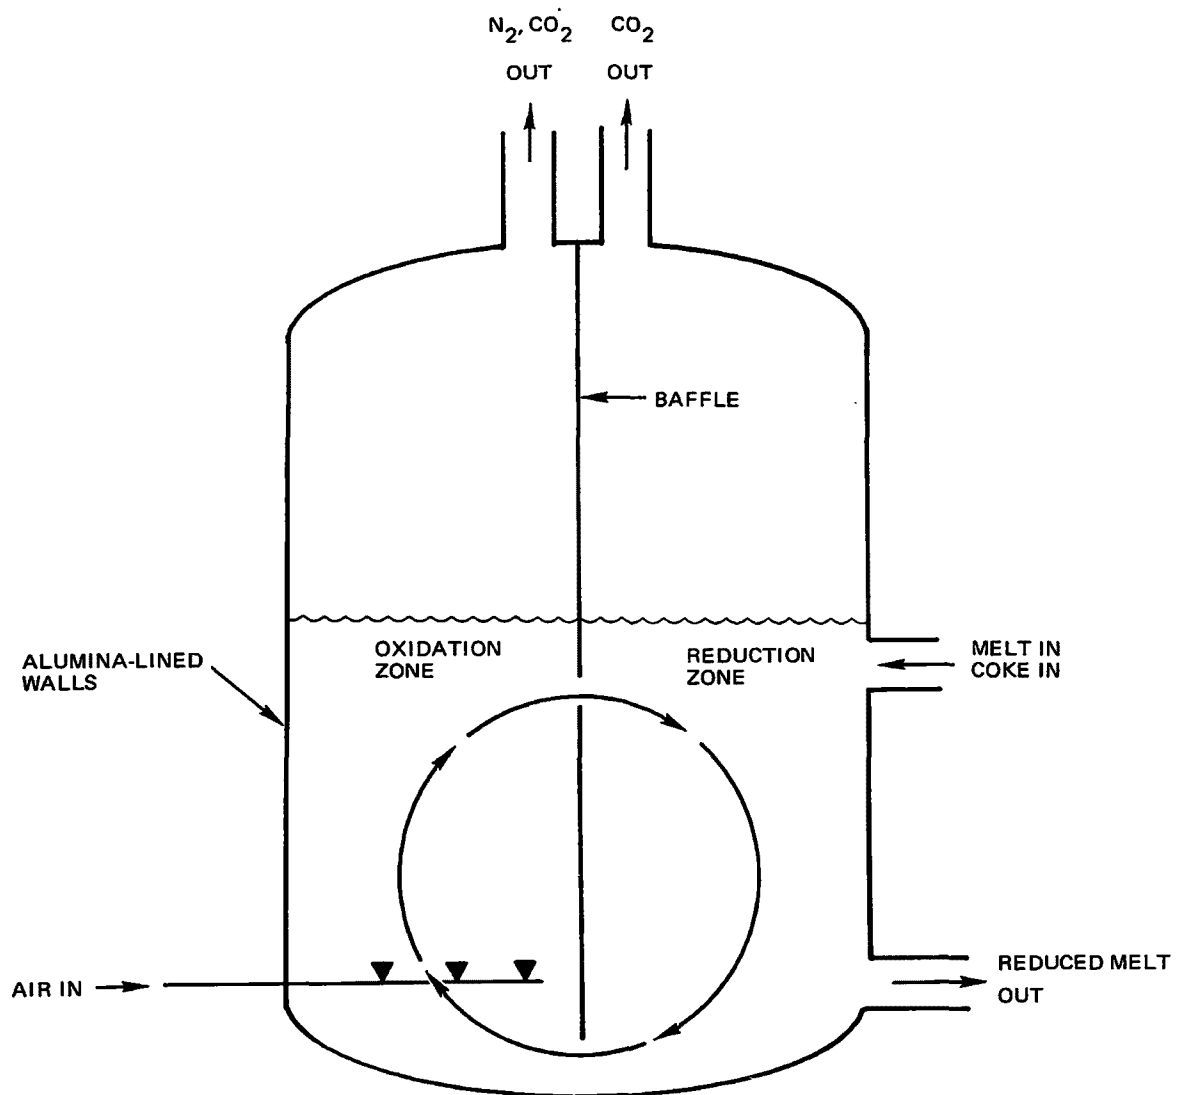 N2, CO2
OUT
CO2
OUT
BAFFLE
OXIDATION
ZONE
REDUCTION
ZONE
ALUMINA-LINED
WALLS
MELT IN
COKE IN
AIR IN
REDUCED MELT
OUT